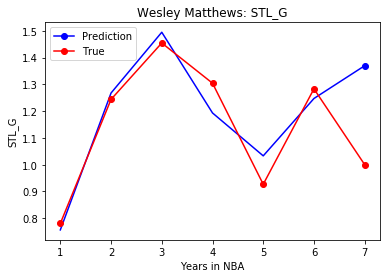 Wesley Matthews: STL_G
Prediction
True
1.5
1.4
1.3
1.2
1.1
1.0
0.9
0.8
STL_G
1 2 3 4 5 6 7
Years in NBA